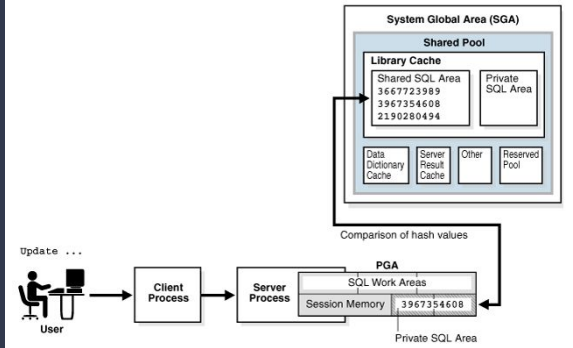 System Global Area (SGA)
Shared Pool
Library Cache
Shared SQL Area
3667723989
3967354608
2190280494
Private
SQL Area
Data
Dictionary
Cache
Server
Result
Cache
Other
Reserved
Pool
Comparison of hash values
Update ...
User
Client
Process
Server
Process
PGA
SQL Work Areas
Session Memory
3967354608
Private SQL Area